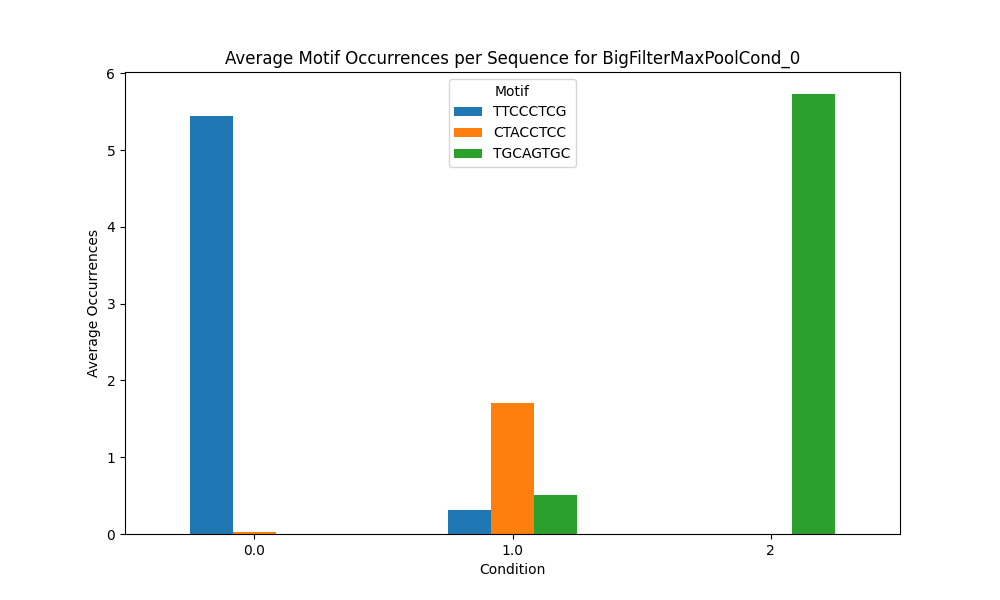 Average Motif Occurrences per Sequence for BigFilterMaxPoolCond_0
Motif
TTCCCTCG
CTACCTCC
TGCAGTGC
Average Occurrences
6
5
4
3
2
1
0
0.0
1.0
2
Condition